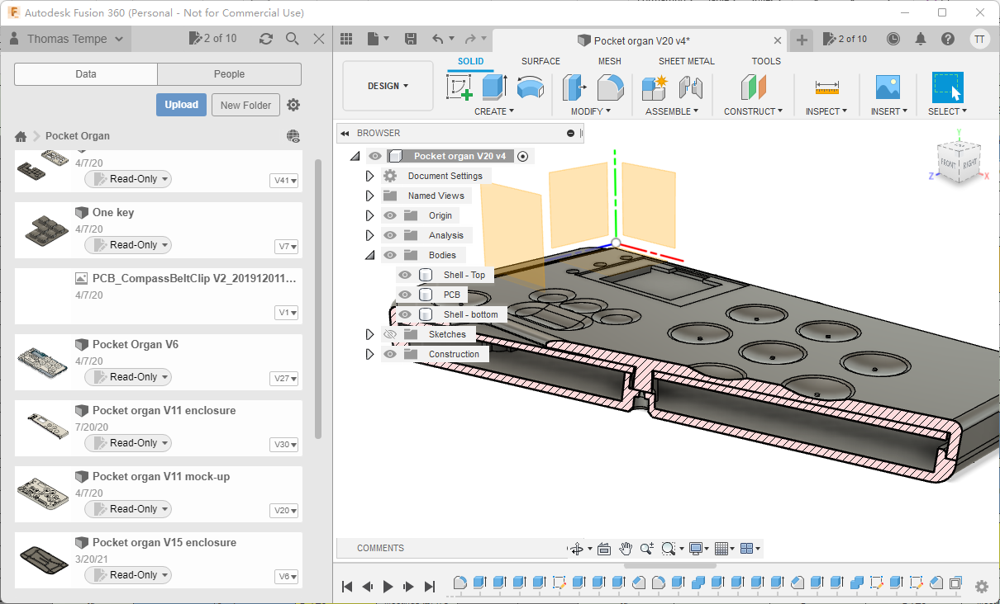 Autodesk Fusion 360 (Personal - Not for Commercial Use)
Thomas Tempe
2 of 10
Data
People
Upload
New Folder
Pocket Organ
4/7/20
Read-Only
V41
One key
4/7/20
Read-Only
V7
PCB_CompassBeltClip V2_201912011...
4/7/20
V1
Pocket Organ V6
4/7/20
Read-Only
V27
Pocket organ V11 enclosure
7/20/20
Read-Only
V30
Pocket organ V11 mock-up
4/7/20
Read-Only
V20
Pocket organ V15 enclosure
3/20/21
Read-Only
V6
Pocket organ V20 v4*
2 of 10
TT
DESIGN
SOLID
SURFACE
MESH
SHEET METAL
TOOLS
CREATE
MODIFY
ASSEMBLE
CONSTRUCT
INSPECT
INSERT
SELECT
BROWSER
Pocket organ V20 v4
Document Settings
Named Views
Origin
Analysis
Bodies
Shell - Top
PCB
Shell - bottom
Sketches
Construction
Y
FRONT
RIGHT
Z
X
COMMENTS